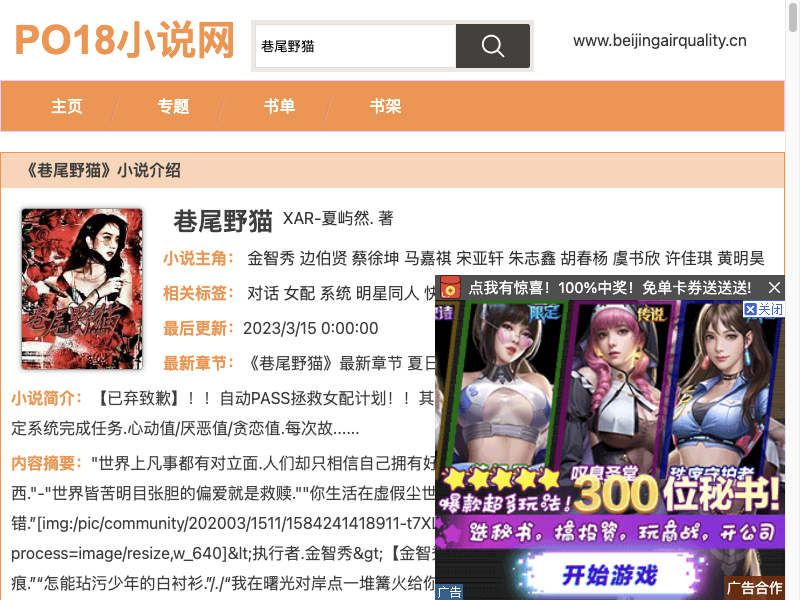 PO18小说网
巷尾野猫
www.beijingairquality.cn
主页 专题 书单 书架
《巷尾野猫》小说介绍
巷尾野猫 XAR-夏屿然. 著
小说主角： 金智秀 边伯贤 蔡徐坤 马嘉祺 宋亚轩 朱志鑫 胡春杨 虞书欣 许佳琪 黄明昊
相关标签： 对话 女配 系统 明星同人 快
最后更新：2023/3/15 0:00:00
最新章节： 《巷尾野猫》最新章节 夏日
小说简介：【已弃致歉】！！自动PASS拯救女配计划！！其
定系统完成任务.心动值/厌恶值/贪恋值.每次故......
内容摘要："世界上凡事都有对立面.人们却只相信自己拥有好
西."-"世界皆苦明目张胆的偏爱就是救赎.""你生活在虚假尘世
错.”[img:/pic/community/202003/1511/1584241418911-t7X
process=image/resize,w_640]&lt;执行者.金智秀&gt;【金智秀
痕.”“怎能玷污少年的白衬衫.”/./“我在曙光对岸点一堆篝火给你
点我有惊喜！100%中奖！免单卡券送送送!
关闭
限定
传说
叹息圣堂
爆款超多玩法!300位秘书!
选秘书，搞投资，玩商战，开公司
开始游戏
广告
广告合作